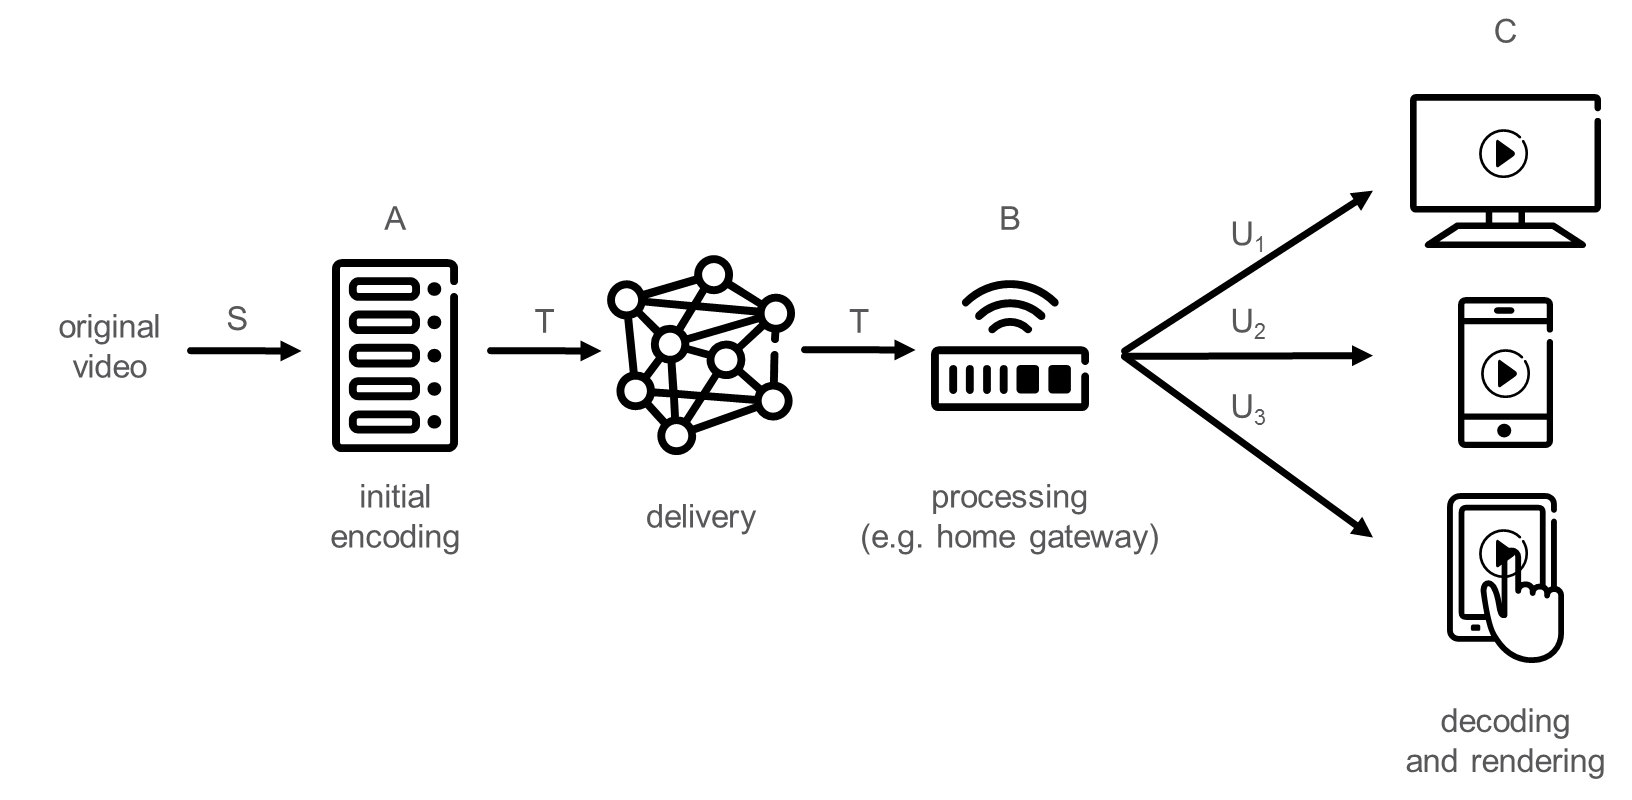 C
A
B
original
video
S
T
T
U1
U2
U3
initial
encoding
delivery
processing
(e.g. home gateway)
decoding
and rendering